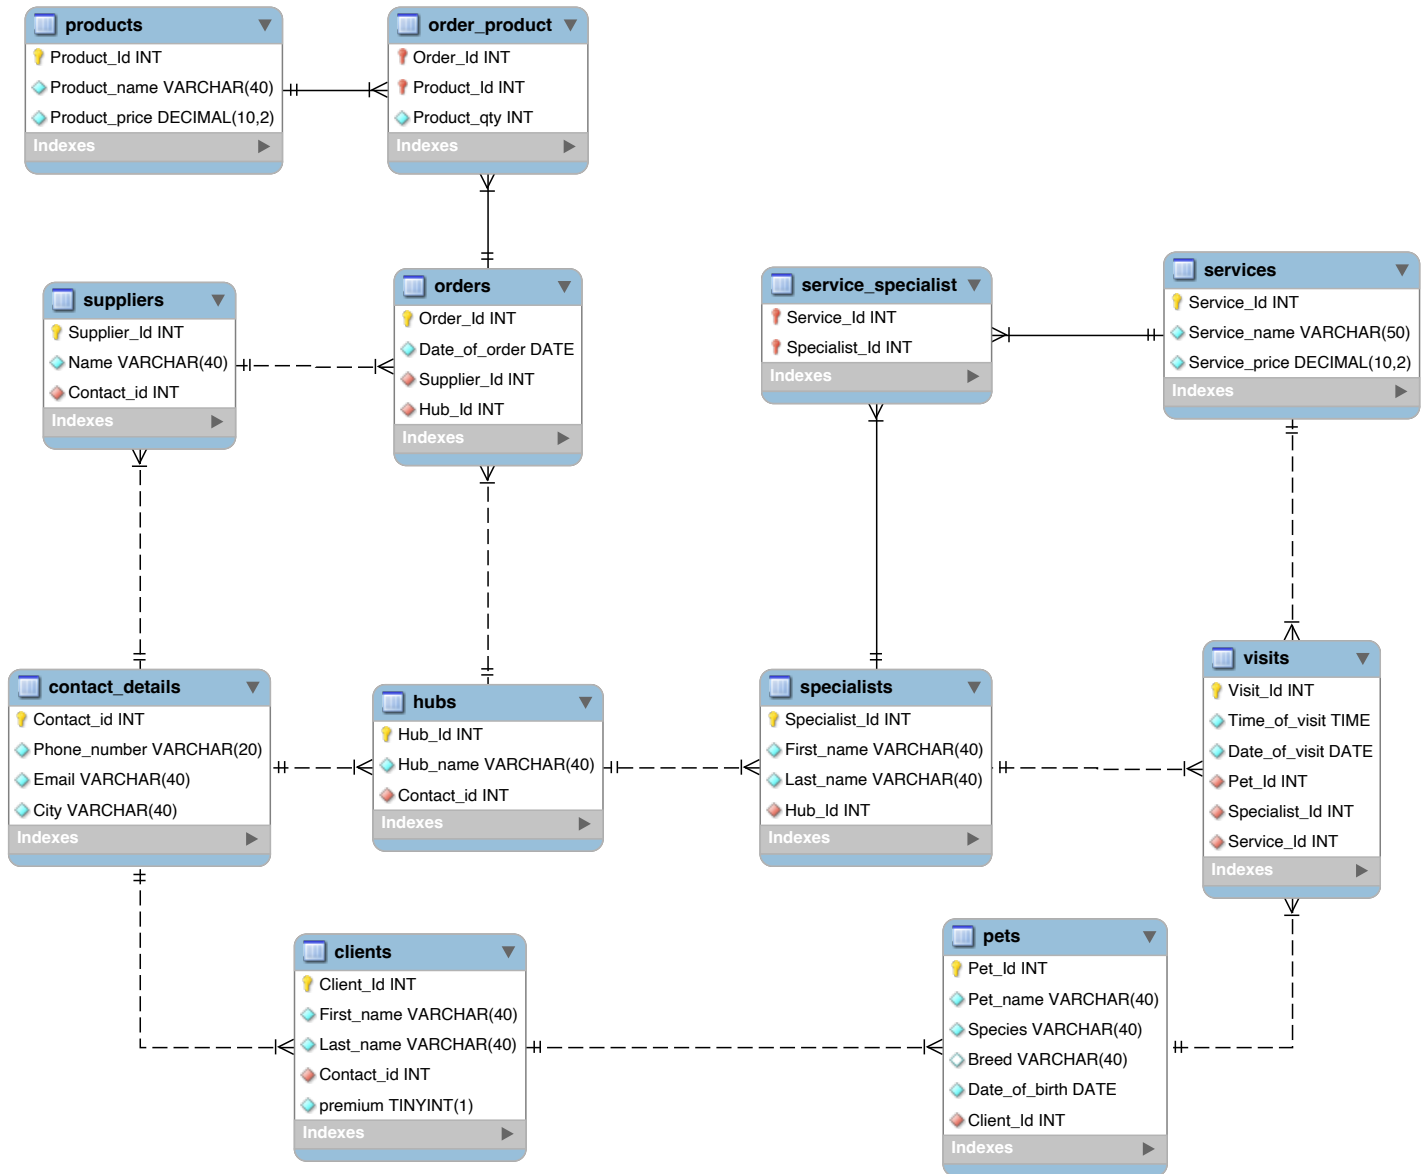 products
Product_Id INT
Product_name VARCHAR(40)
Product_price DECIMAL(10,2)
Indexes
order_product
Order_Id INT
Product_Id INT
Product_qty INT
Indexes
suppliers
Supplier_Id INT
Name VARCHAR(40)
Contact_id INT
Indexes
orders
Order_Id INT
Date_of_order DATE
Supplier_Id INT
Hub_Id INT
Indexes
service_specialist
Service_Id INT
Specialist_Id INT
Indexes
services
Service_Id INT
Service_name VARCHAR(50)
Service_price DECIMAL(10,2)
Indexes
contact_details
Contact_id INT
Phone_number VARCHAR(20)
Email VARCHAR(40)
City VARCHAR(40)
Indexes
hubs
Hub_Id INT
Hub_name VARCHAR(40)
Contact_id INT
Indexes
specialists
Specialist_Id INT
First_name VARCHAR(40)
Last_name VARCHAR(40)
Hub_Id INT
Indexes
visits
Visit_Id INT
Time_of_visit TIME
Date_of_visit DATE
Pet_Id INT
Specialist_Id INT
Service_Id INT
Indexes
clients
Client_Id INT
First_name VARCHAR(40)
Last_name VARCHAR(40)
Contact_id INT
premium TINYINT(1)
Indexes
pets
Pet_Id INT
Pet_name VARCHAR(40)
Species VARCHAR(40)
Breed VARCHAR(40)
Date_of_birth DATE
Client_Id INT
Indexes